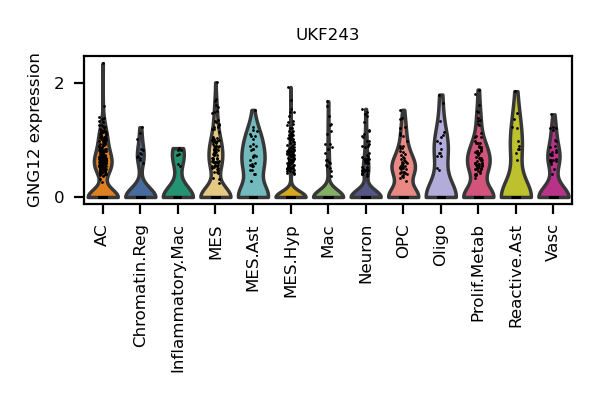 UKF243
GNG12 expression
2
0
AC
Chromatin.Reg
Inflammatory.Mac
MES
MES.Ast
MES.Hyp
Mac
Neuron
OPC
Oligo
Prolif.Metab
Reactive.Ast
Vasc